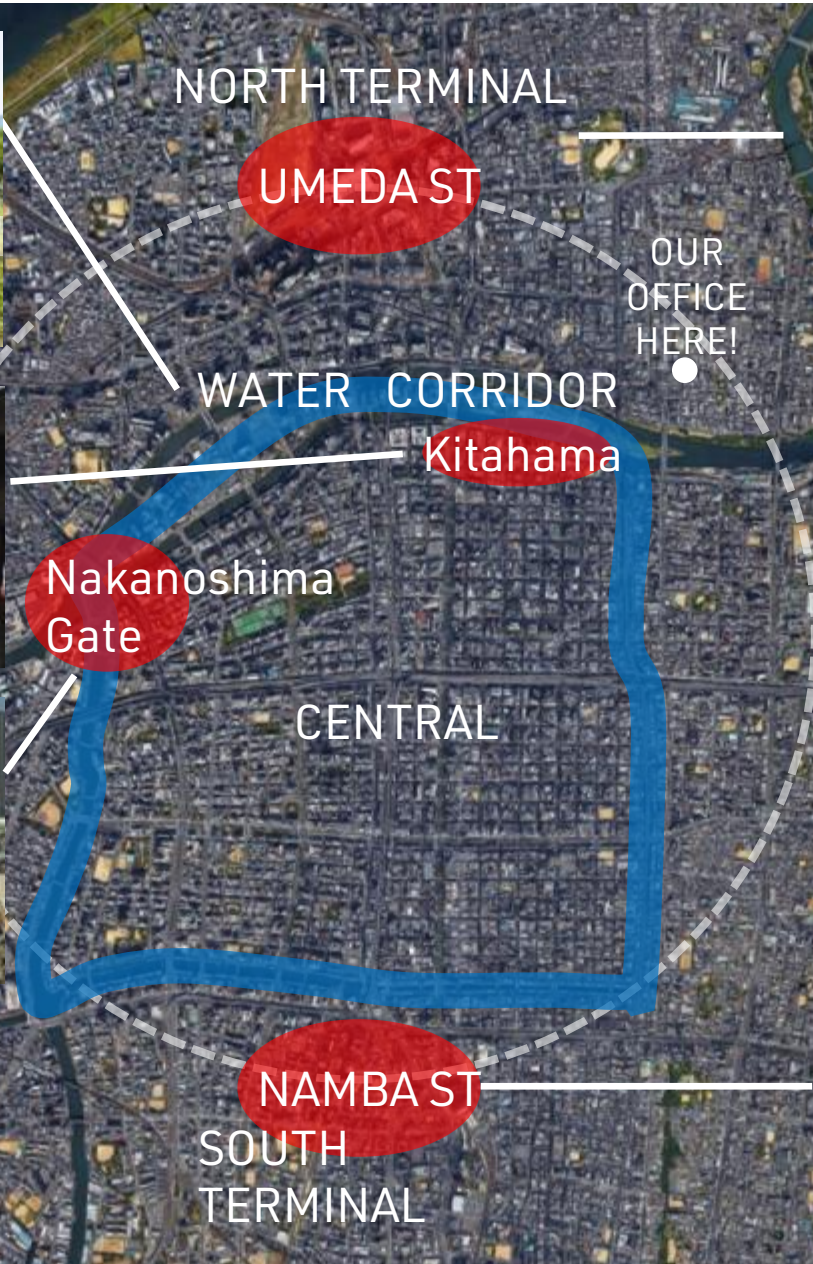 NORTH TERMINAL
UMEDA ST
OUR
OFFICE
HERE!
WATER CORRIDOR
Kitahama
Nakanoshima
Gate
CENTRAL
NAMBA ST
SOUTH
TERMINAL